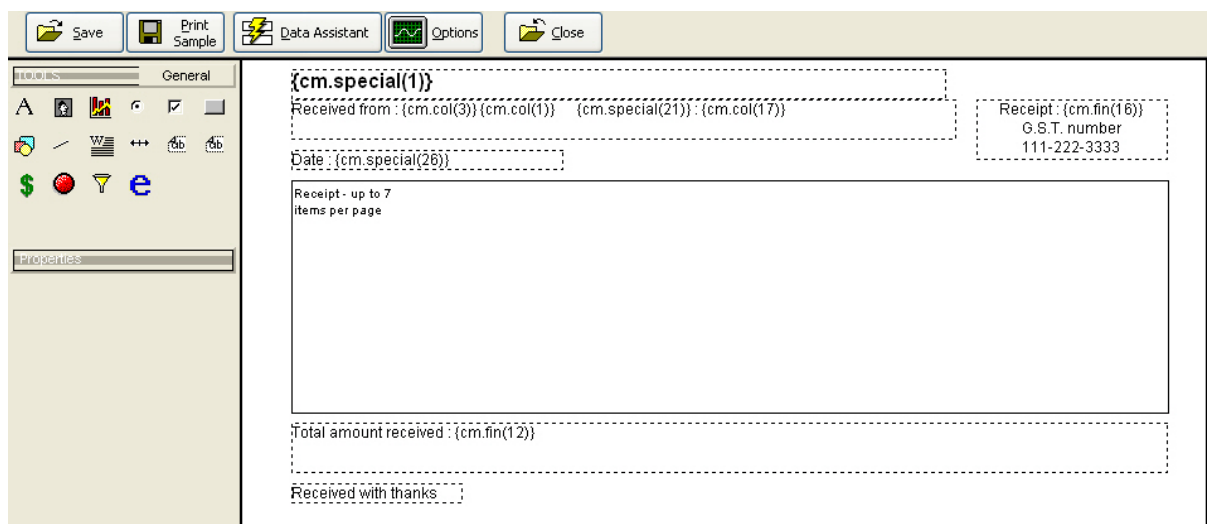 Save
Print
Sample
Data Assistant
Options
Close
TOOLS
General
{cm.special(1)}
Received from : {cm.col(3)} {cm.col(1)} {cm.special(21)} : {cm.col(17)}
Receipt : {cm.fin(16)}
G.S.T. number
111-222-3333
Date : {cm.special(26)}
Receipt - up to 7
items per page
Properties
Total amount received : {cm.fin(12)}
Received with thanks